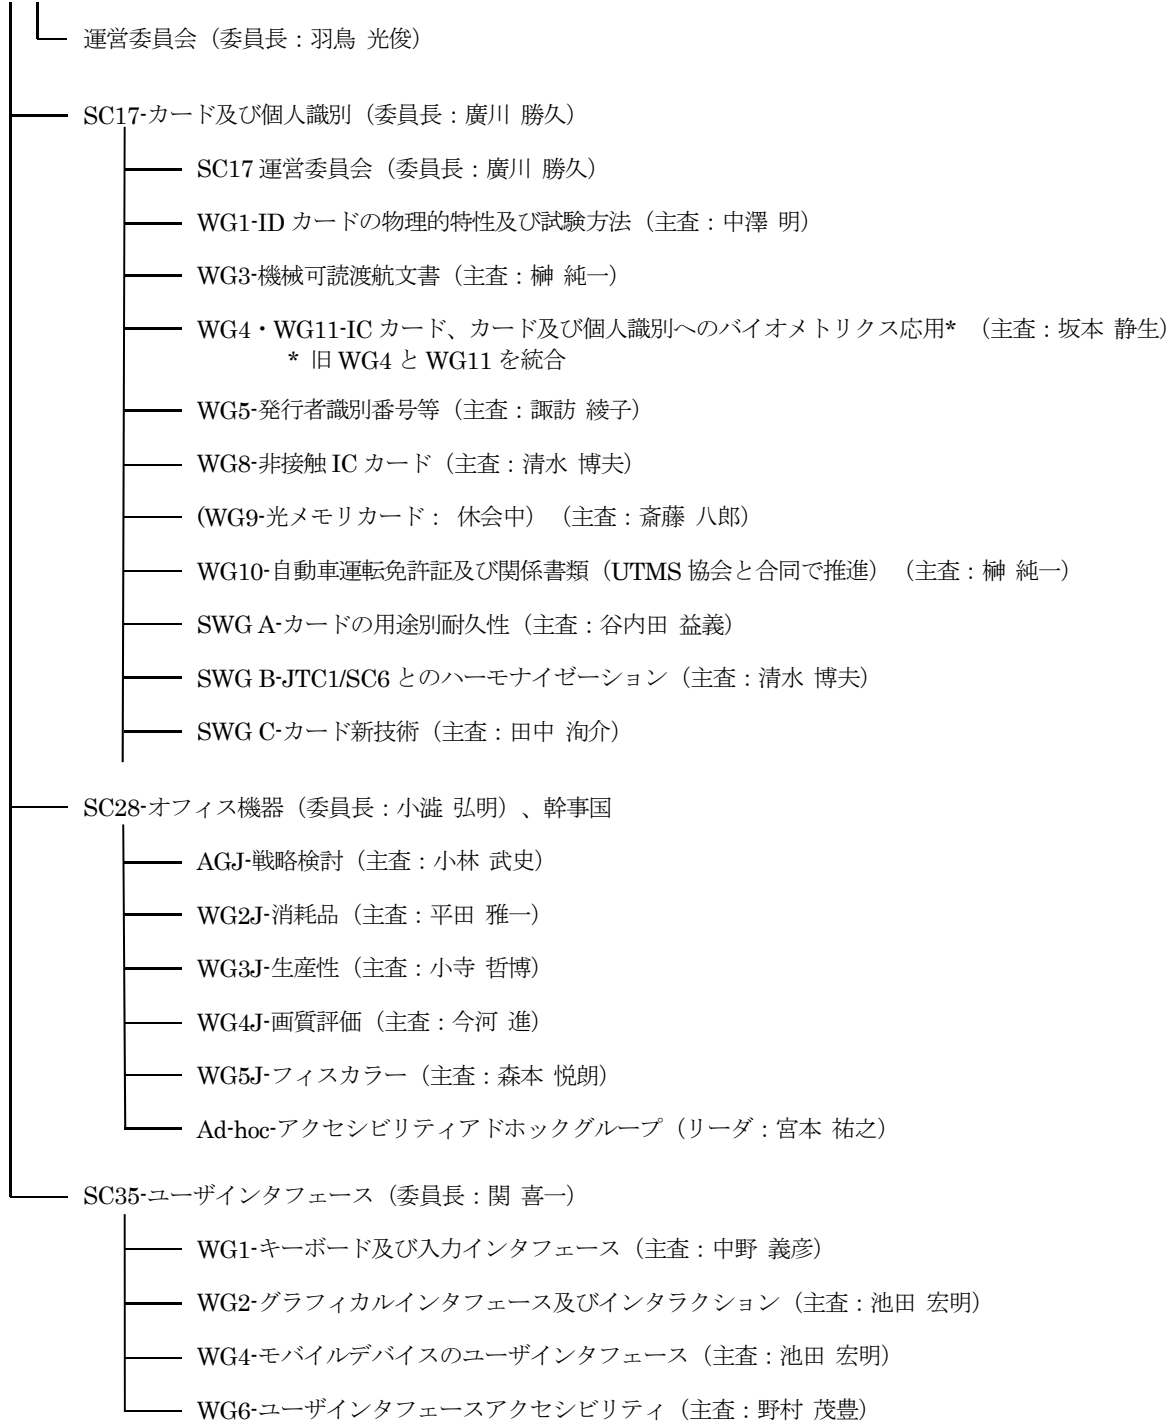 運営委員会（委員長：羽鳥 光俊）
SC17-カード及び個人識別（委員長：廣川 勝久）
SC17 運営委員会（委員長：廣川 勝久）
WG1-ID カードの物理的特性及び試験方法（主査：中澤 明）
WG3-機械可読渡航文書（主査：榊 純一）
WG4・WG11-IC カード、カード及び個人識別へのバイオメトリクス応用* （主査：坂本 静生）
* 旧 WG4 と WG11 を統合
WG5-発行者識別番号等（主査：諏訪 綾子）
WG8-非接触 IC カード（主査：清水 博夫）
(WG9-光メモリカード： 休会中）（主査：斎藤 八郎）
WG10-自動車運転免許証及び関係書類（UTMS 協会と合同で推進）（主査：榊 純一）
SWG A-カードの用途別耐久性（主査：谷内田 益義）
SWG B-JTC1/SC6 とのハーモナイゼーション（主査：清水 博夫）
SWG C-カード新技術（主査：田中 洵介）
SC28-オフィス機器（委員長：小澁 弘明）、幹事国
AGJ-戦略検討（主査：小林 武史）
WG2J-消耗品（主査：平田 雅一）
WG3J-生産性（主査：小寺 哲博）
WG4J-画質評価（主査：今河 進）
WG5J-フィスカラー（主査：森本 悦朗）
Ad-hoc-アクセシビリティアドホックグループ（リーダ：宮本 祐之）
SC35-ユーザインタフェース（委員長：関 喜一）
WG1-キーボード及び入力インタフェース（主査：中野 義彦）
WG2-グラフィカルインタフェース及びインタラクション（主査：池田 宏明）
WG4-モバイルデバイスのユーザインタフェース（主査：池田 宏明）
WG6-ユーザインタフェースアクセシビリティ（主査：野村 茂豊）